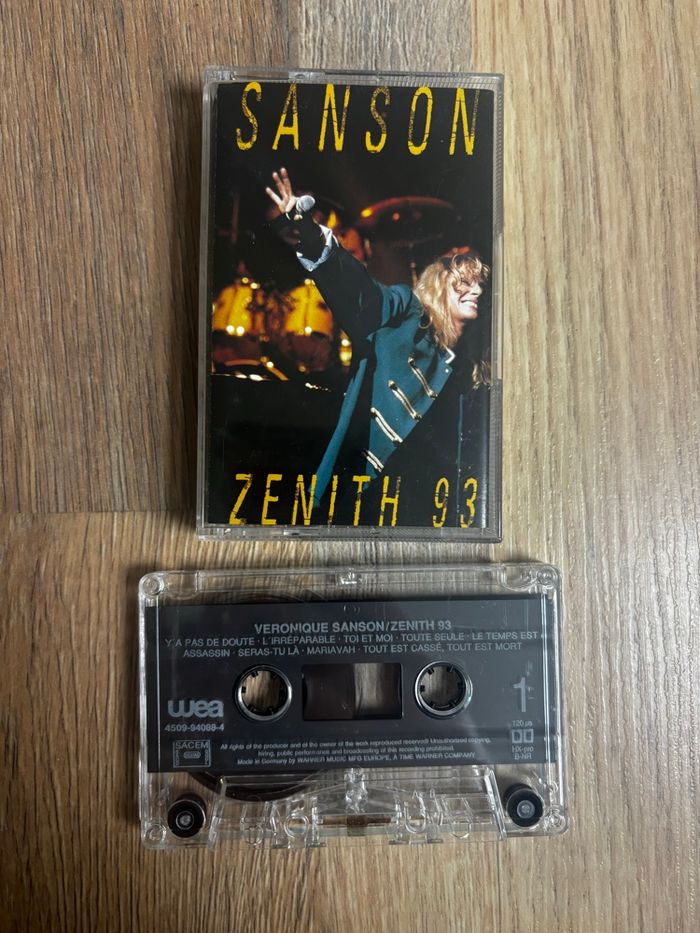 SANSON
ZENITH 93
VERONIQUE SANSON/ZENITH 93
Y'A PAS DE DOUTE · L'IRRÉPARABLE · TOI ET MOI · TOUTE SEULE · LE TEMPS EST
ASSASSIN · SERAS-TU LÀ · MARIAVAH · TOUT EST CASSÉ, TOUT EST MORT
wea
4509-94088-4
1
120 µs
HX-pro
B-NR
SACEM
All rights of the producer and of the owner of the work reproduced reserved! Unauthorized copying,
hiring, public performance and broadcasting of this recording prohibited.
Made in Germany by WARNER MUSIC MFG EUROPE, A TIME WARNER COMPANY